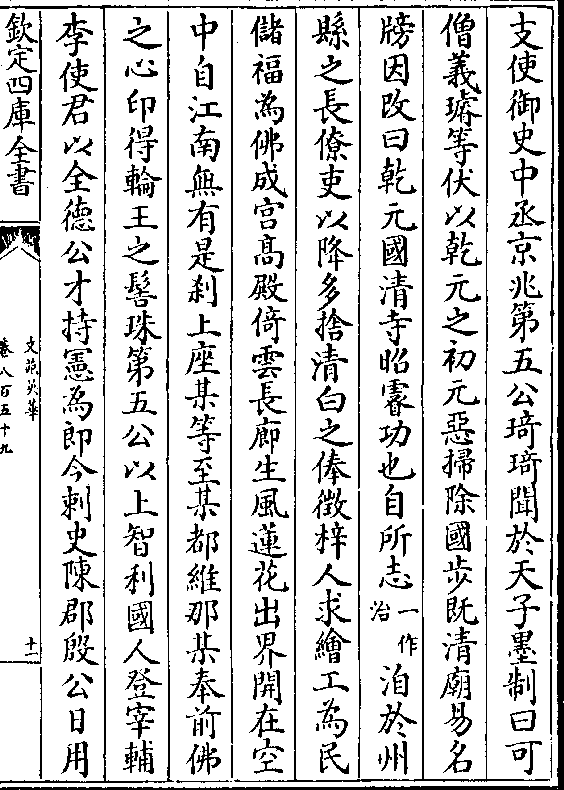 支使御史中丞京兆第五公琦琦聞於天子墨制曰可
僧義璿等伏以乾元之初元惡掃除國步既清廟易名
牓因改曰乾元國清寺昭睿功也自所志一作治洎於州
縣之長僚吏以降多捨清白之俸徵梓人求繪工為民
儲福為佛成宫髙殿倚雲長廊生風蓮花出界開在空
中自江南無有是刹上座某等至某都維那某奉前佛
之心印得輪王之髻珠第五公以上智利國人登宰輔
李使君以全德公才持憲為郎今刺史陳郡殷公日用
欽定四庫全書
文苑英華
卷八百五十九
十一